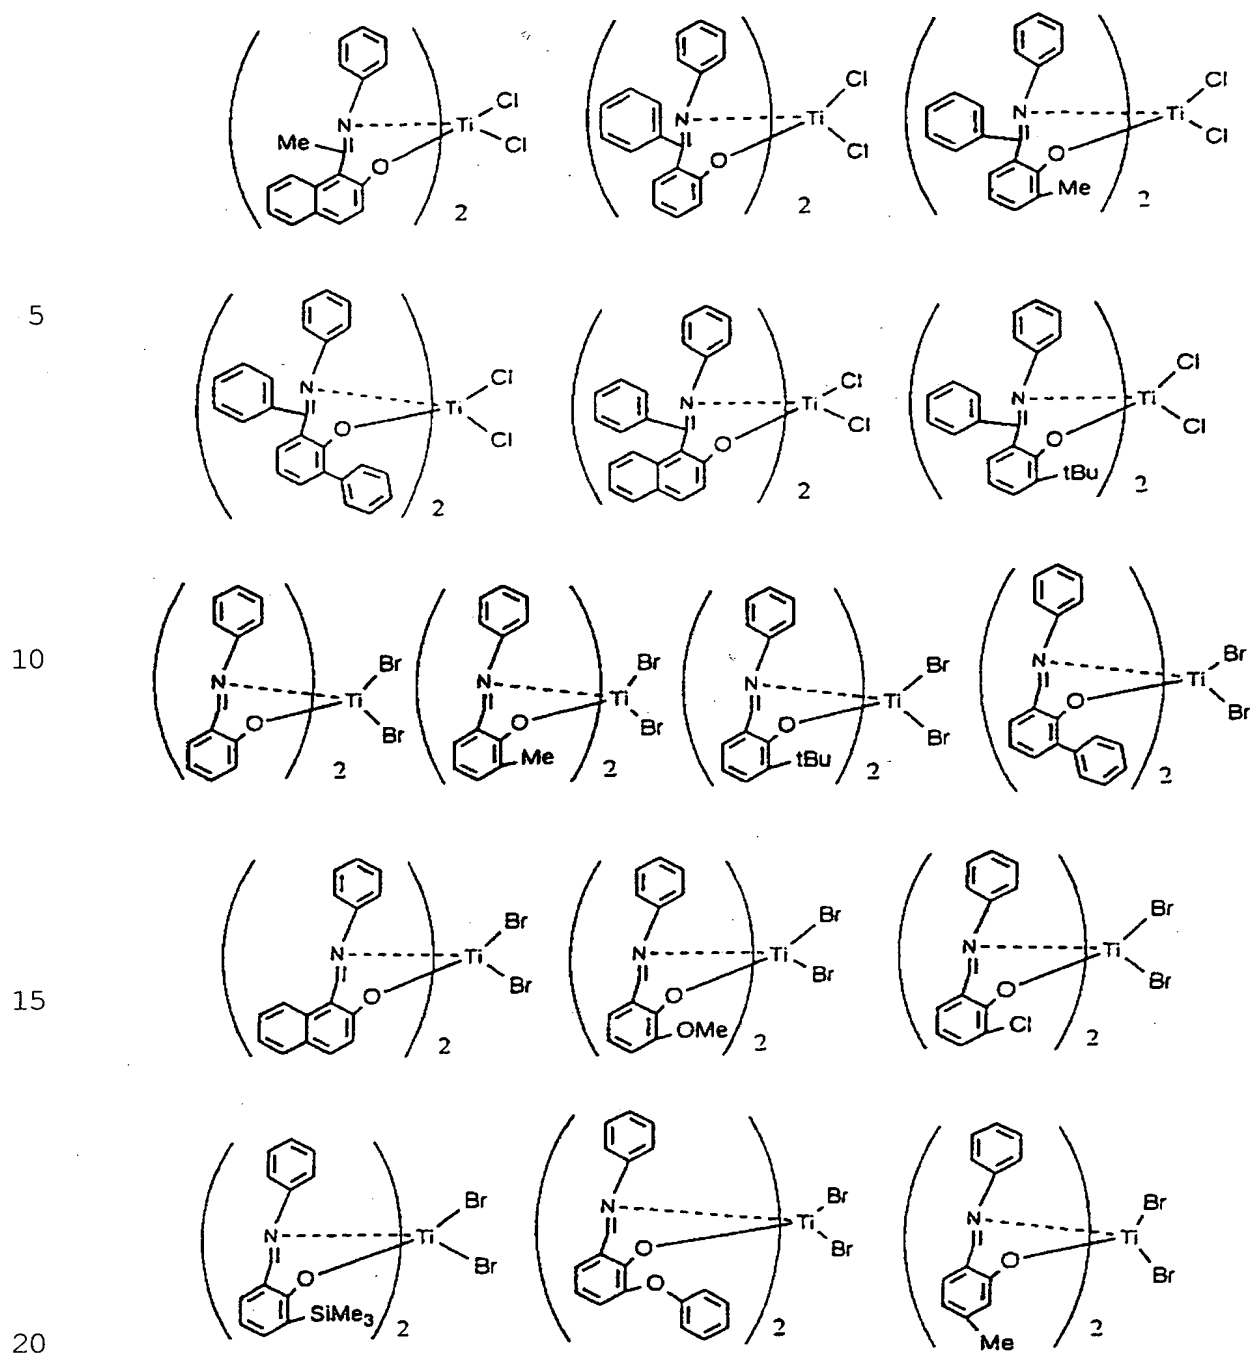 N Me O Ti Cl Cl 2
N O Ti Cl Cl 2
N O Me Ti Cl Cl 2
5
N O Ti Cl Cl 2
N O Ti Cl Cl 2
N O tBu Ti Cl Cl 2
10
N O Ti Br Br 2
N O Me Ti Br Br 2
N O tBu Ti Br Br 2
N O Ti Br Br 2
15
N O Ti Br Br 2
N O OMe Ti Br Br 2
N O Cl Ti Br Br 2
20
N O SiMe3 Ti Br Br 2
N O O Ti Br Br 2
N O Me Ti Br Br 2